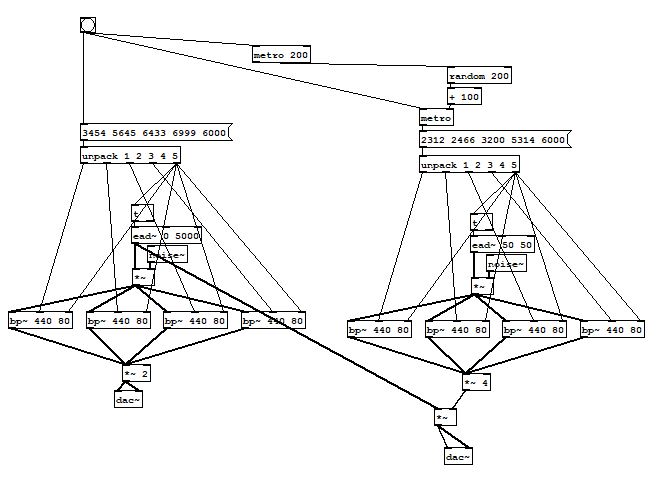 metro 200
random 200
+ 100
metro
3454 5645 6433 6999 6000
2312 2466 3200 5314 6000
unpack 1 2 3 4 5
unpack 1 2 3 4 5
t
t
ead~ 0 5000
ead~ 50 50
noise~
noise~
*~
*~
bp~ 440 80
bp~ 440 80
bp~ 440 80
bp~ 440 80
bp~ 440 80
bp~ 440 80
bp~ 440 80
bp~ 440 80
*~ 2
*~ 4
dac~
*~
dac~